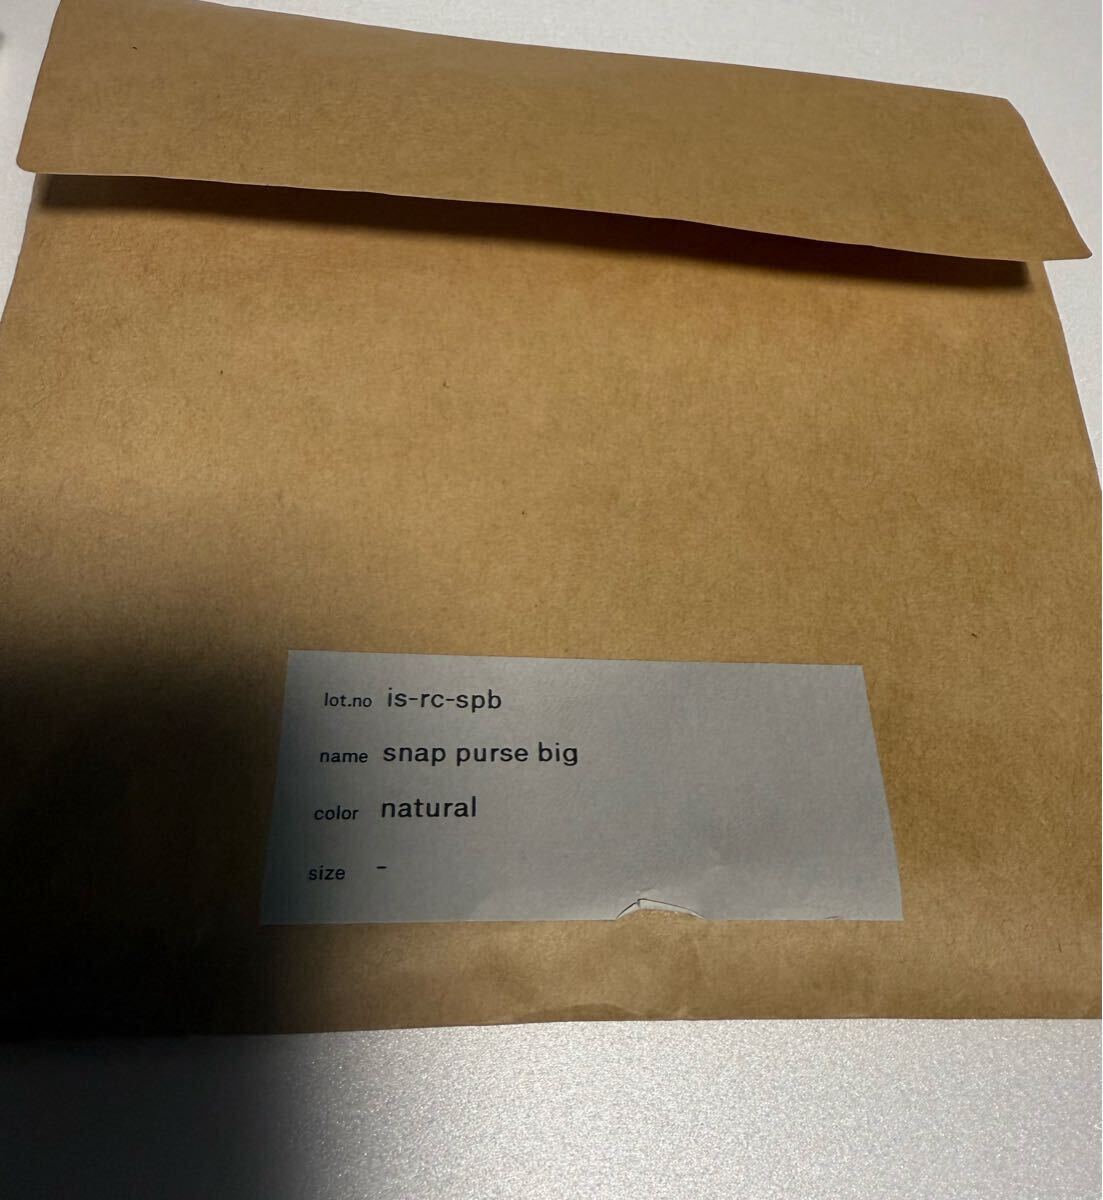 lot.no is-rc-spb
name snap purse big
color natural
size -